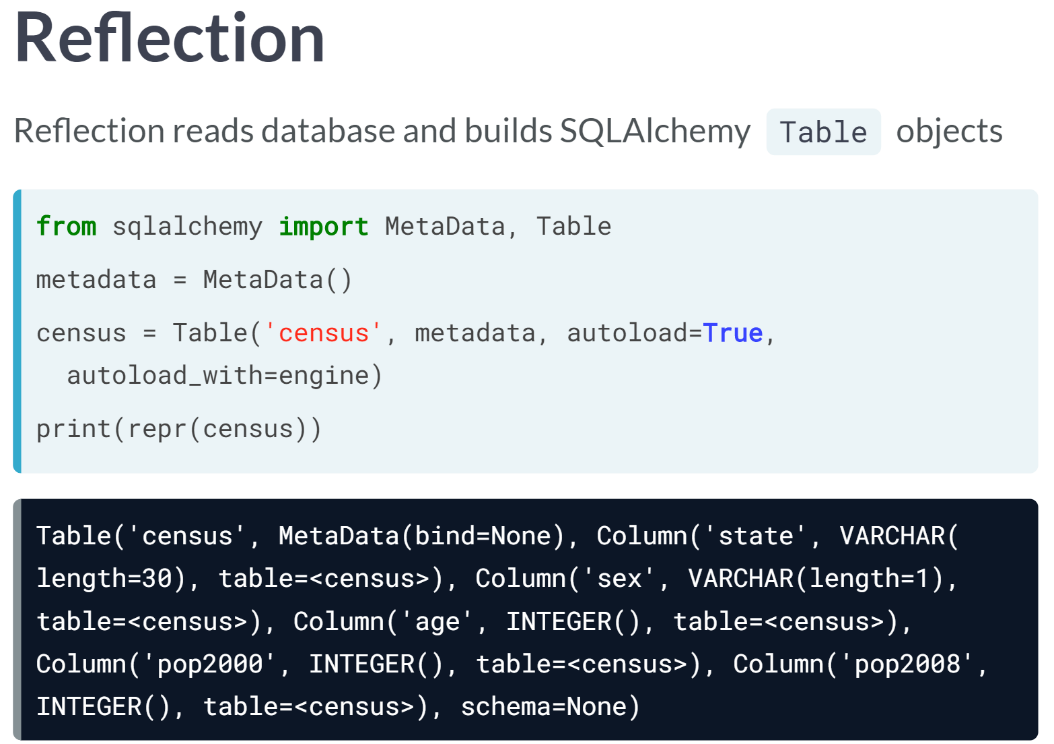 Reflection
Reflection reads database and builds SQLAlchemy Table objects
from sqlalchemy import MetaData, Table
metadata = MetaData()
census = Table('census', metadata, autoload=True,
  autoload_with=engine)
print(repr(census))
Table('census', MetaData(bind=None), Column('state', VARCHAR(
length=30), table=<census>), Column('sex', VARCHAR(length=1),
table=<census>), Column('age', INTEGER(), table=<census>),
Column('pop2000', INTEGER(), table=<census>), Column('pop2008',
INTEGER(), table=<census>), schema=None)